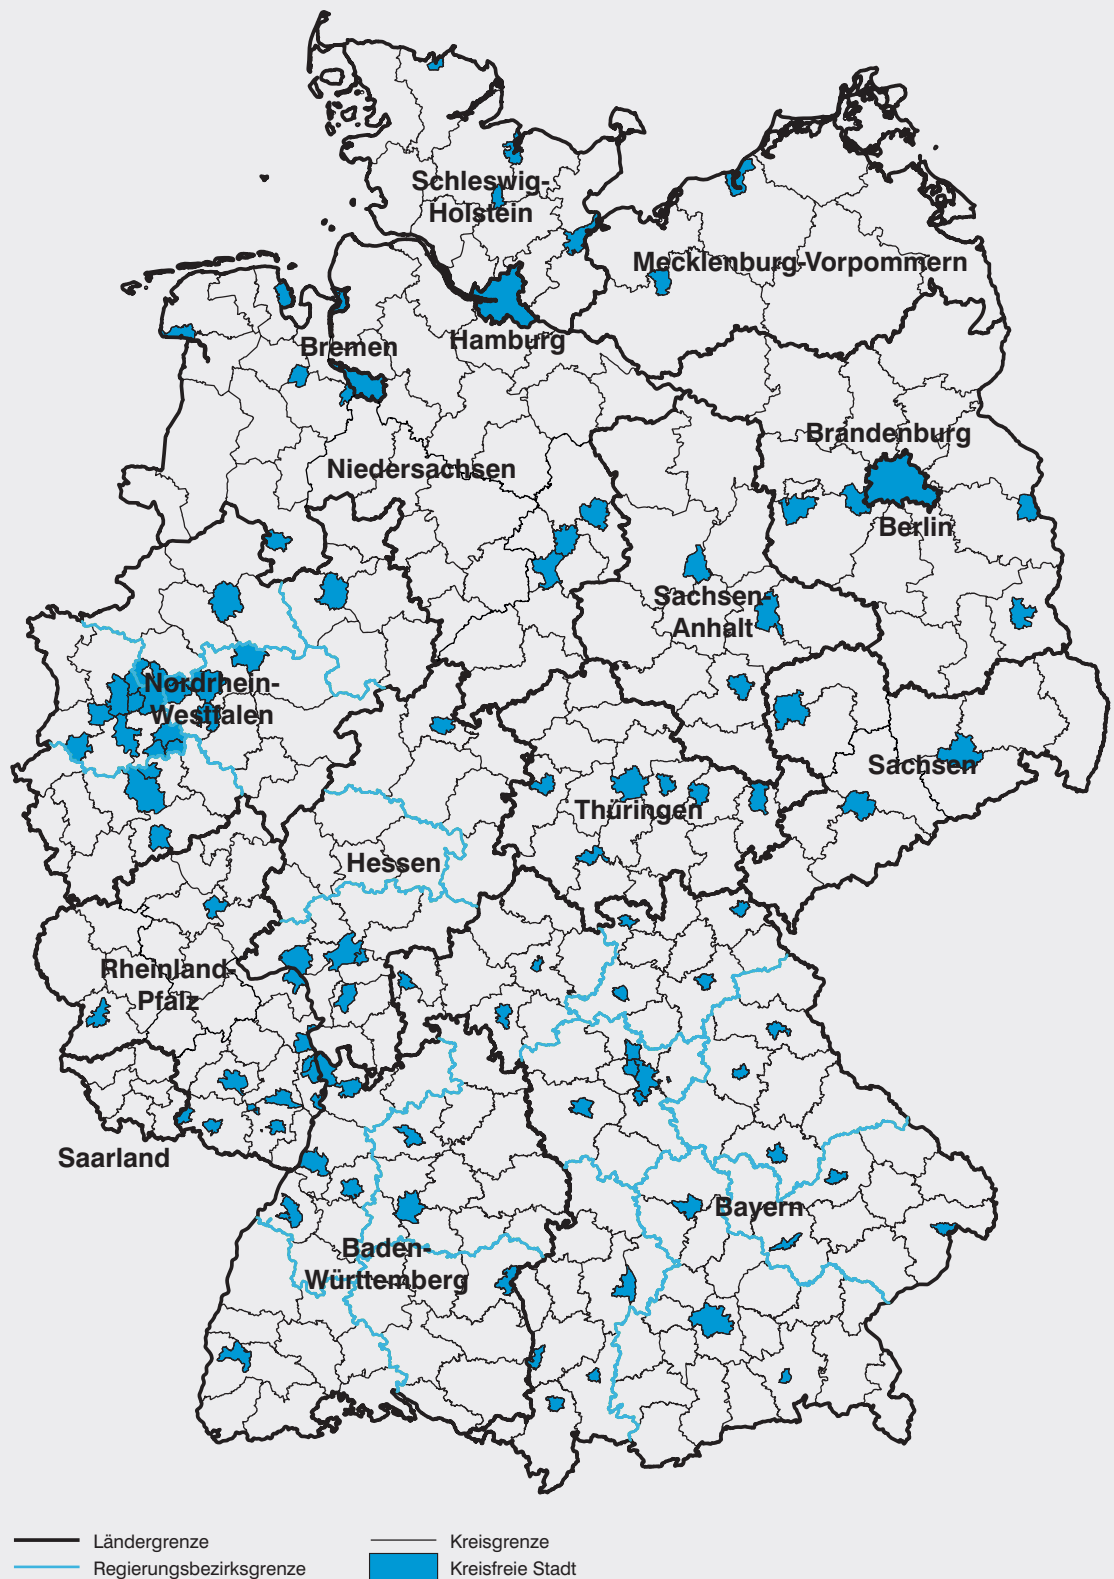 Schleswig-
Holstein
Mecklenburg-Vorpommern
Hamburg
Bremen
Brandenburg
Niedersachsen
Berlin
Sachsen-
Anhalt
Nordrhein-
Westfalen
Sachsen
Thüringen
Hessen
Rheinland-
Pfalz
Saarland
Bayern
Baden-
Württemberg
Ländergrenze
Kreisgrenze
Regierungsbezirksgrenze
Kreisfreie Stadt